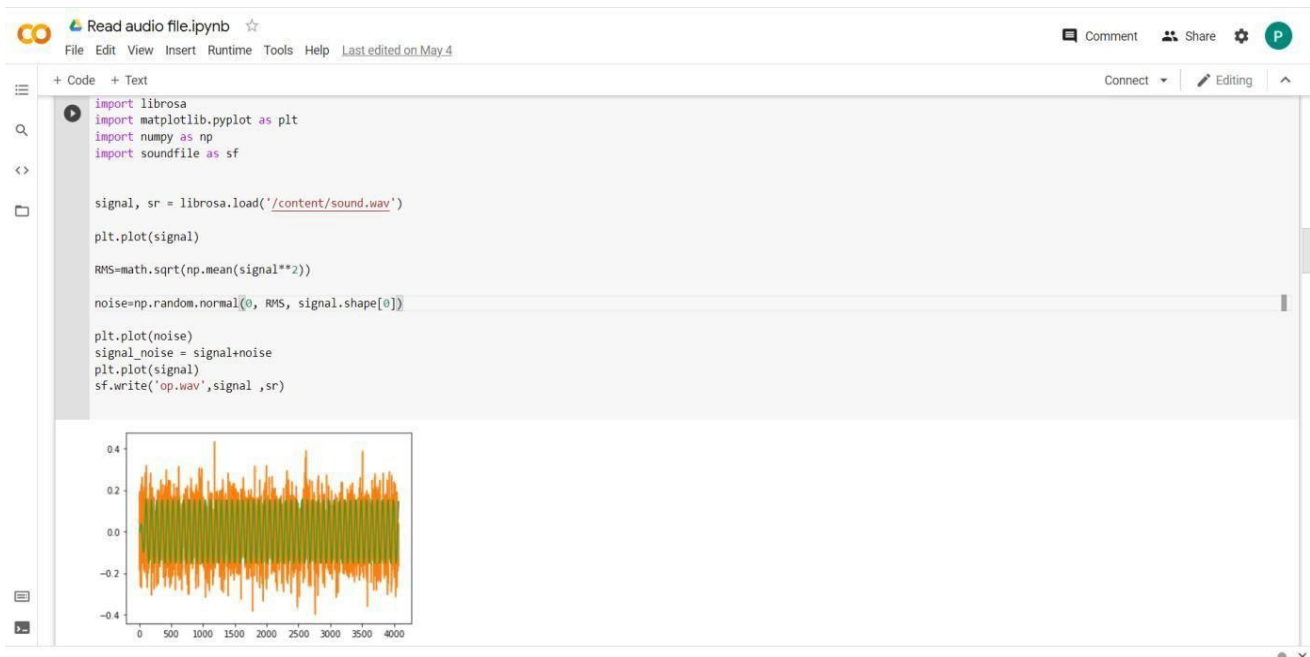 CO
Read audio file.ipynb
Comment Share P
File Edit View Insert Runtime Tools Help Last edited on May 4
+ Code + Text Connect Editing
import librosa
import matplotlib.pyplot as plt
import numpy as np
import soundfile as sf
signal, sr = librosa.load('/content/sound.wav')
plt.plot(signal)
RMS=math.sqrt(np.mean(signal**2))
noise=np.random.normal(0, RMS, signal.shape[0])
plt.plot(noise)
signal_noise = signal+noise
plt.plot(signal)
sf.write('op.wav',signal ,sr)
0.4
0.2
0.0
−0.2
−0.4
0 500 1000 1500 2000 2500 3000 3500 4000